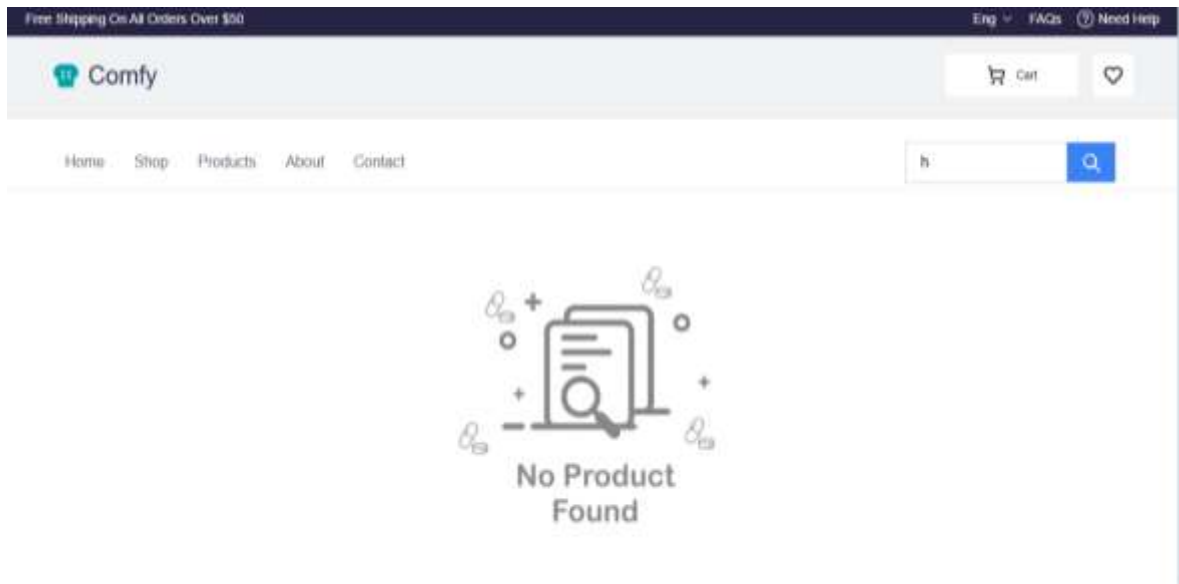 Free Shipping On All Orders Over $50
Eng FAQs Need Help
Comfy
Cart
Home Shop Products About Contact
h
No Product
Found